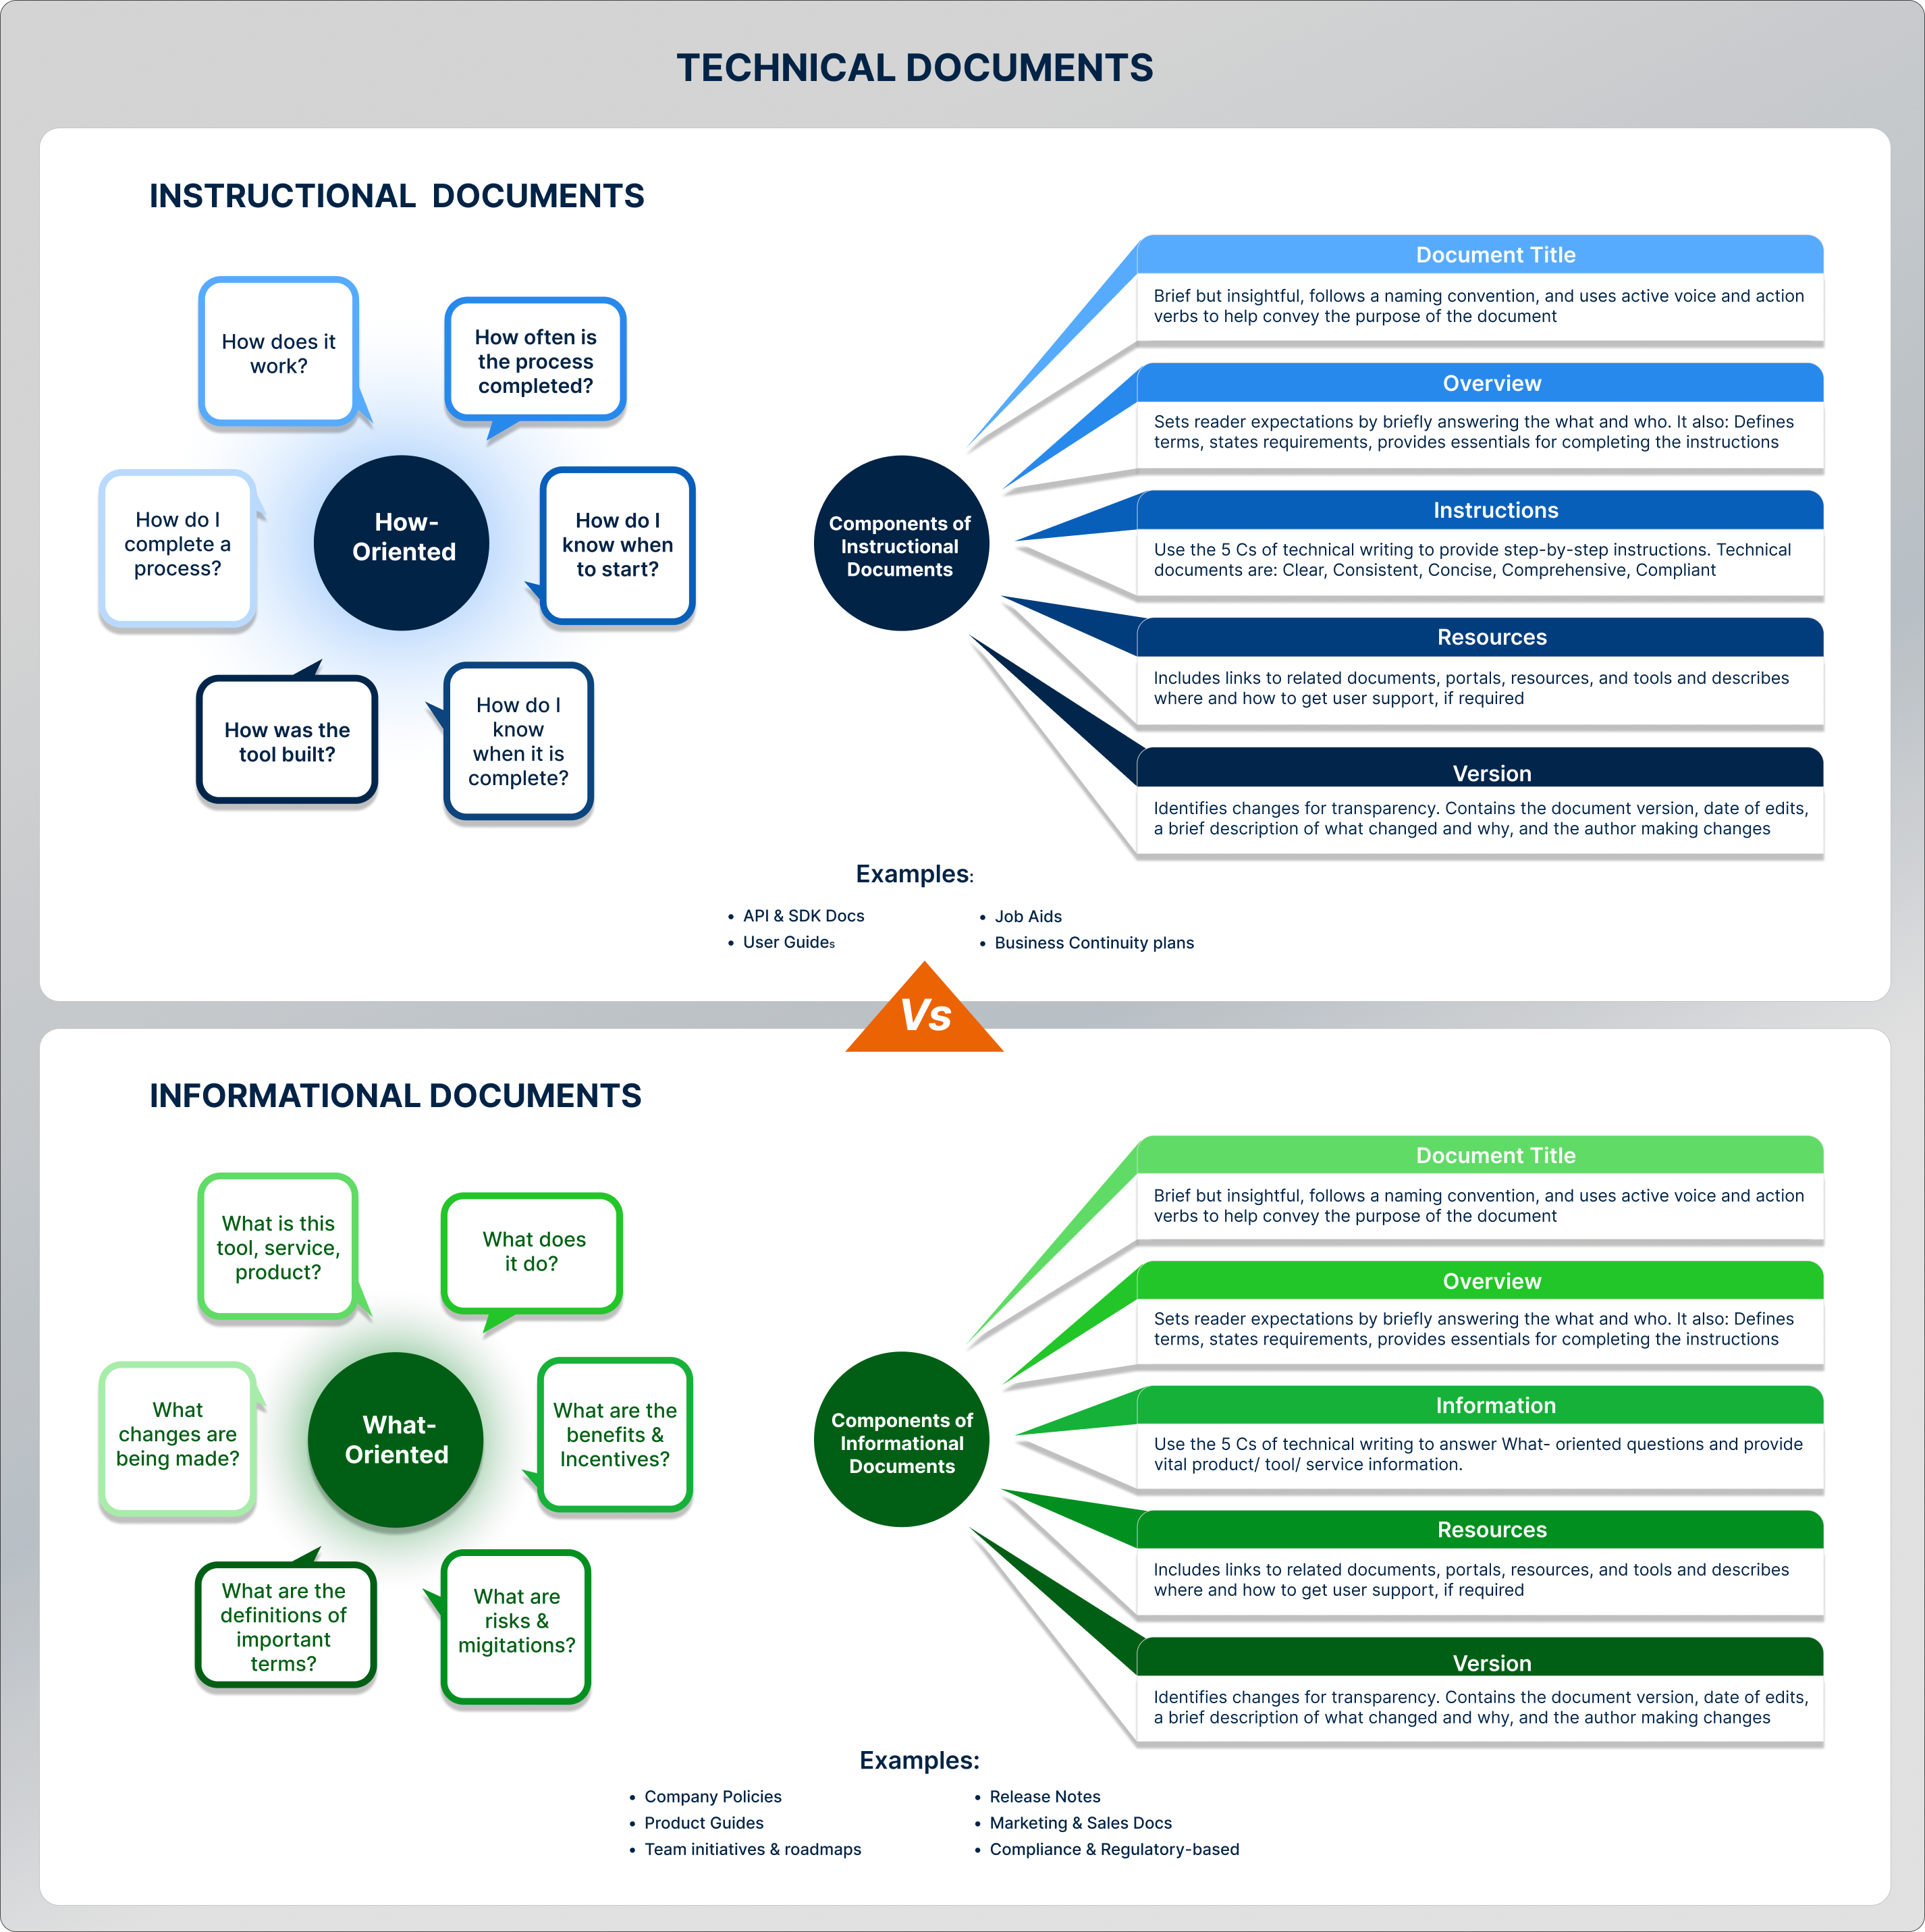 TECHNICAL DOCUMENTS
INSTRUCTIONAL DOCUMENTS
How does it
work?
How often is
the process
completed?
How do I
complete a
process?
How-
Oriented
How do I
know when
to start?
How was the
tool built?
How do I
know
when it is
complete?
Components of
Instructional
Documents
Document Title
Brief but insightful, follows a naming convention, and uses active voice and action
verbs to help convey the purpose of the document
Overview
Sets reader expectations by briefly answering the what and who. It also: Defines
terms, states requirements, provides essentials for completing the instructions
Instructions
Use the 5 Cs of technical writing to provide step-by-step instructions. Technical
documents are: Clear, Consistent, Concise, Comprehensive, Compliant
Resources
Includes links to related documents, portals, resources, and tools and describes
where and how to get user support, if required
Version
Identifies changes for transparency. Contains the document version, date of edits,
a brief description of what changed and why, and the author making changes
Examples:
• API & SDK Docs
• User Guides
• Job Aids
• Business Continuity plans
Vs
INFORMATIONAL DOCUMENTS
What is this
tool, service,
product?
What does
it do?
What
changes are
being made?
What-
Oriented
What are the
benefits &
Incentives?
What are the
definitions of
important
terms?
What are
risks &
migitations?
Components of
Informational
Documents
Document Title
Brief but insightful, follows a naming convention, and uses active voice and action
verbs to help convey the purpose of the document
Overview
Sets reader expectations by briefly answering the what and who. It also: Defines
terms, states requirements, provides essentials for completing the instructions
Information
Use the 5 Cs of technical writing to answer What- oriented questions and provide
vital product/ tool/ service information.
Resources
Includes links to related documents, portals, resources, and tools and describes
where and how to get user support, if required
Version
Identifies changes for transparency. Contains the document version, date of edits,
a brief description of what changed and why, and the author making changes
Examples:
• Company Policies
• Product Guides
• Team initiatives & roadmaps
• Release Notes
• Marketing & Sales Docs
• Compliance & Regulatory-based